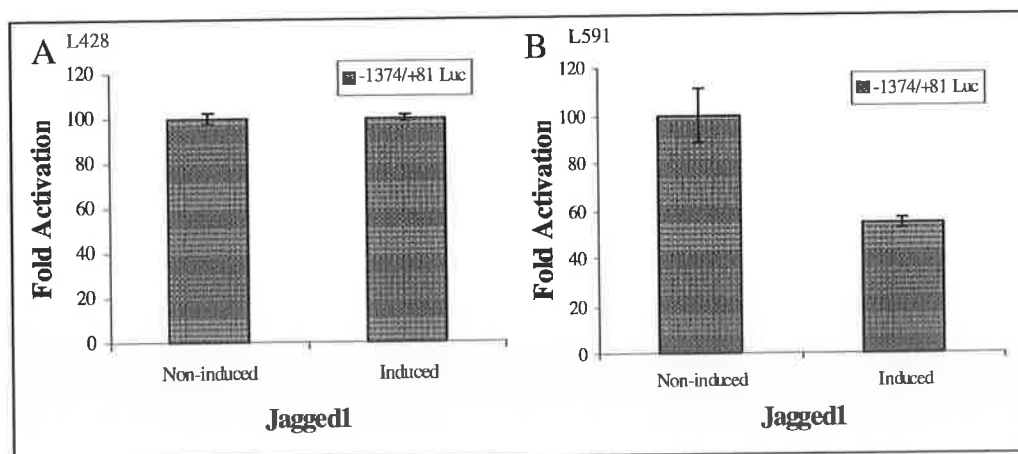 A L428
-1374/+81 Luc
120
100
80
60
40
20
0
Fold Activation
Non-induced Induced
Jagged1
B L591
-1374/+81 Luc
120
100
80
60
40
20
0
Fold Activation
Non-induced Induced
Jagged1